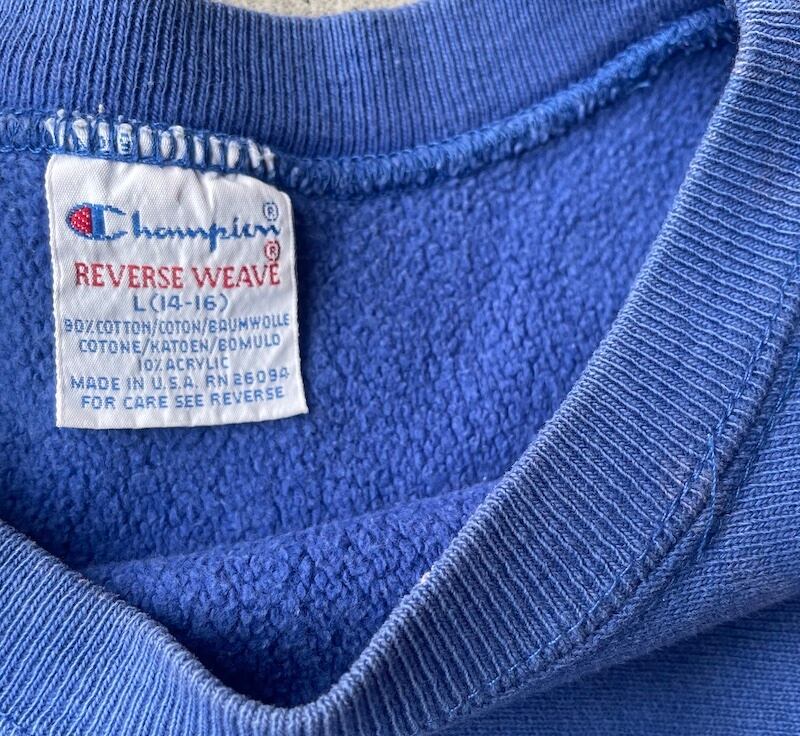 Champion®
REVERSE WEAVE®
L(14-16)
90%COTTON/COTON/BAUMWOLLE
COTONE/KATOEN/BOMULD
10% ACRYLIC
MADE IN U.S.A. RN 26094
FOR CARE SEE REVERSE